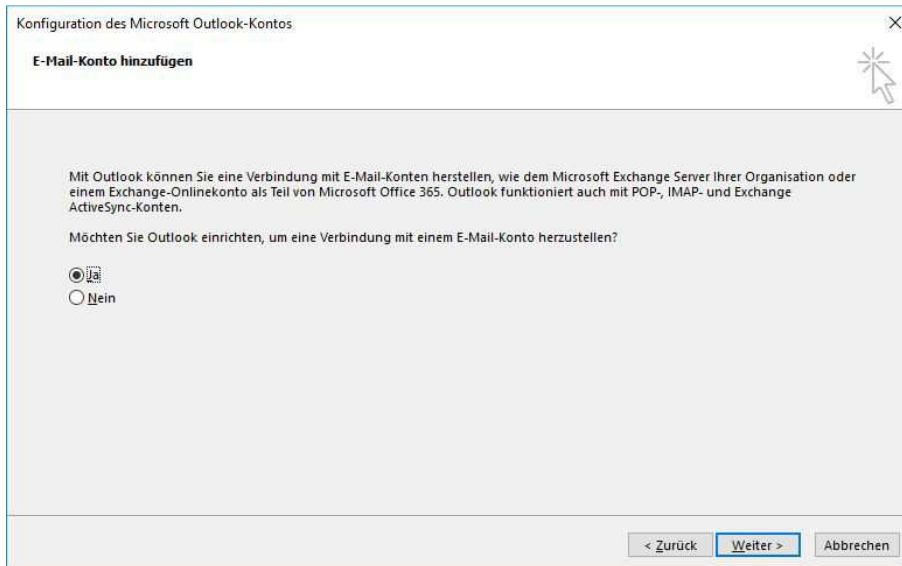 Konfiguration des Microsoft Outlook-Kontos
E-Mail-Konto hinzufügen
Mit Outlook können Sie eine Verbindung mit E-Mail-Konten herstellen, wie dem Microsoft Exchange Server Ihrer Organisation oder
einem Exchange-Onlinekonto als Teil von Microsoft Office 365. Outlook funktioniert auch mit POP-, IMAP- und Exchange
ActiveSync-Konten.
Möchten Sie Outlook einrichten, um eine Verbindung mit einem E-Mail-Konto herzustellen?
Ja
Nein
< Zurück Weiter > Abbrechen